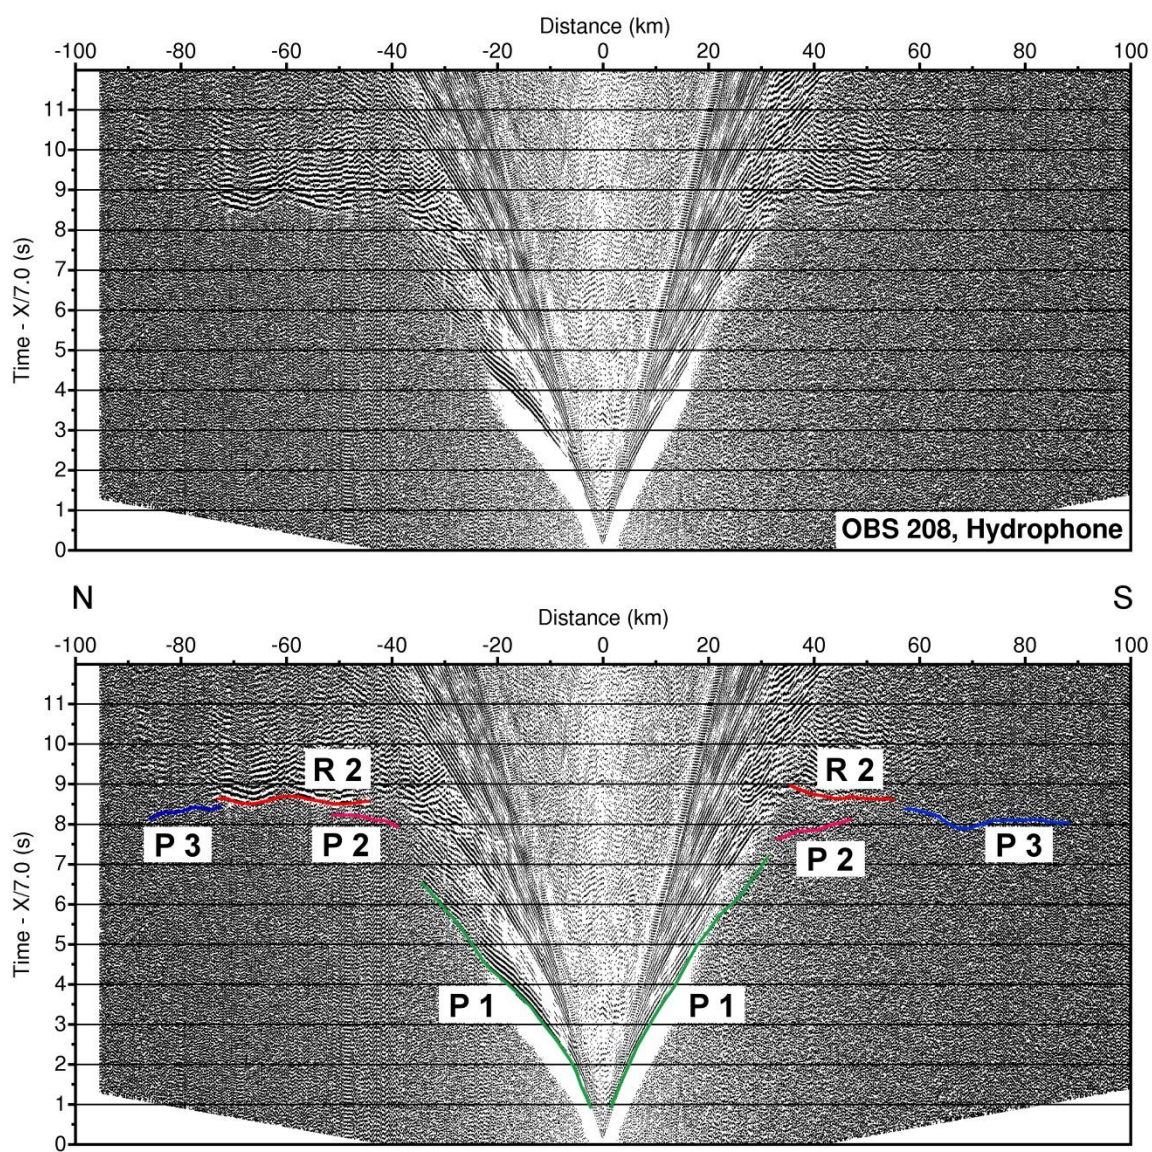 Distance (km)
-100 -80 -60 -40 -20 0 20 40 60 80 100
11
10
9
8
7
6
5
4
3
2
1
0
Time - X/7.0 (s)
OBS 208, Hydrophone
N S
Distance (km)
-100 -80 -60 -40 -20 0 20 40 60 80 100
11
10
9
8
7
6
5
4
3
2
1
0
Time - X/7.0 (s)
R 2 R 2
P 3 P 2 P 2 P 3
P 1 P 1